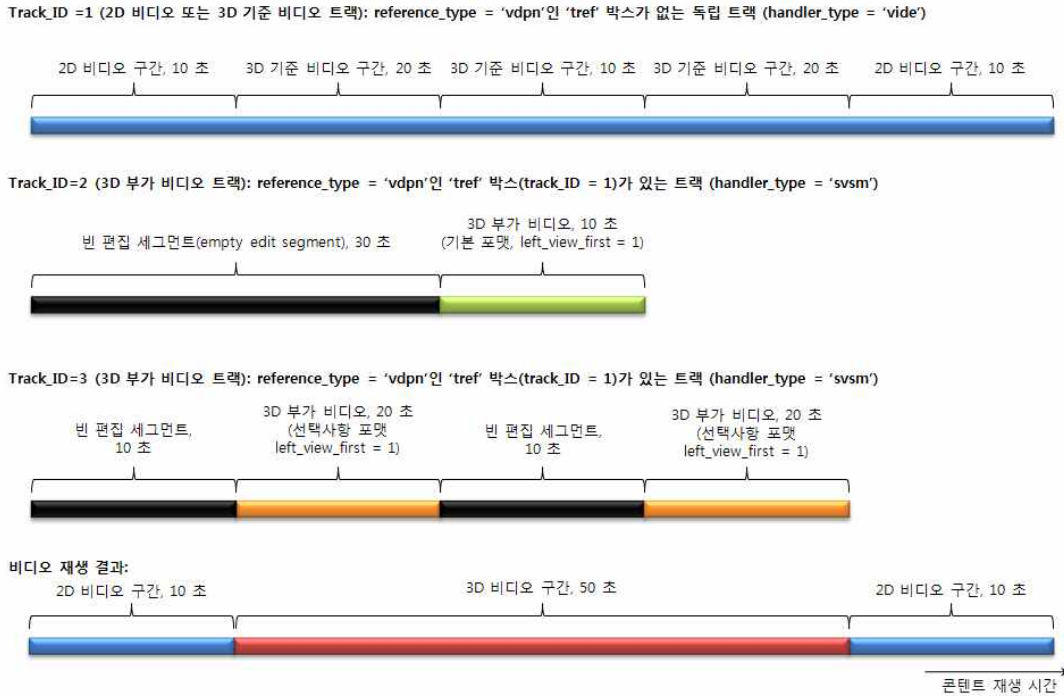 Track_ID =1 (2D 비디오 또는 3D 기준 비디오 트랙): reference_type = ‘vdpn’인 ‘tref’ 박스가 없는 독립 트랙 (handler_type = ‘vide’)
2D 비디오 구간, 10 초
3D 기준 비디오 구간, 20 초
3D 기준 비디오 구간, 10 초
3D 기준 비디오 구간, 20 초
2D 비디오 구간, 10 초
Track_ID=2 (3D 부가 비디오 트랙): reference_type = ‘vdpn’인 ‘tref’ 박스(track_ID = 1)가 있는 트랙 (handler_type = ‘svsm’)
빈 편집 세그먼트(empty edit segment), 30 초
3D 부가 비디오, 10 초
(기본 포맷, left_view_first = 1)
Track_ID=3 (3D 부가 비디오 트랙): reference_type = ‘vdpn’인 ‘tref’ 박스(track_ID = 1)가 있는 트랙 (handler_type = ‘svsm’)
빈 편집 세그먼트,
10 초
3D 부가 비디오, 20 초
(선택사항 포맷
left_view_first = 1)
빈 편집 세그먼트,
10 초
3D 부가 비디오, 20 초
(선택사항 포맷
left_view_first = 1)
비디오 재생 결과:
2D 비디오 구간, 10 초
3D 비디오 구간, 50 초
2D 비디오 구간, 10 초
콘텐트 재생 시간